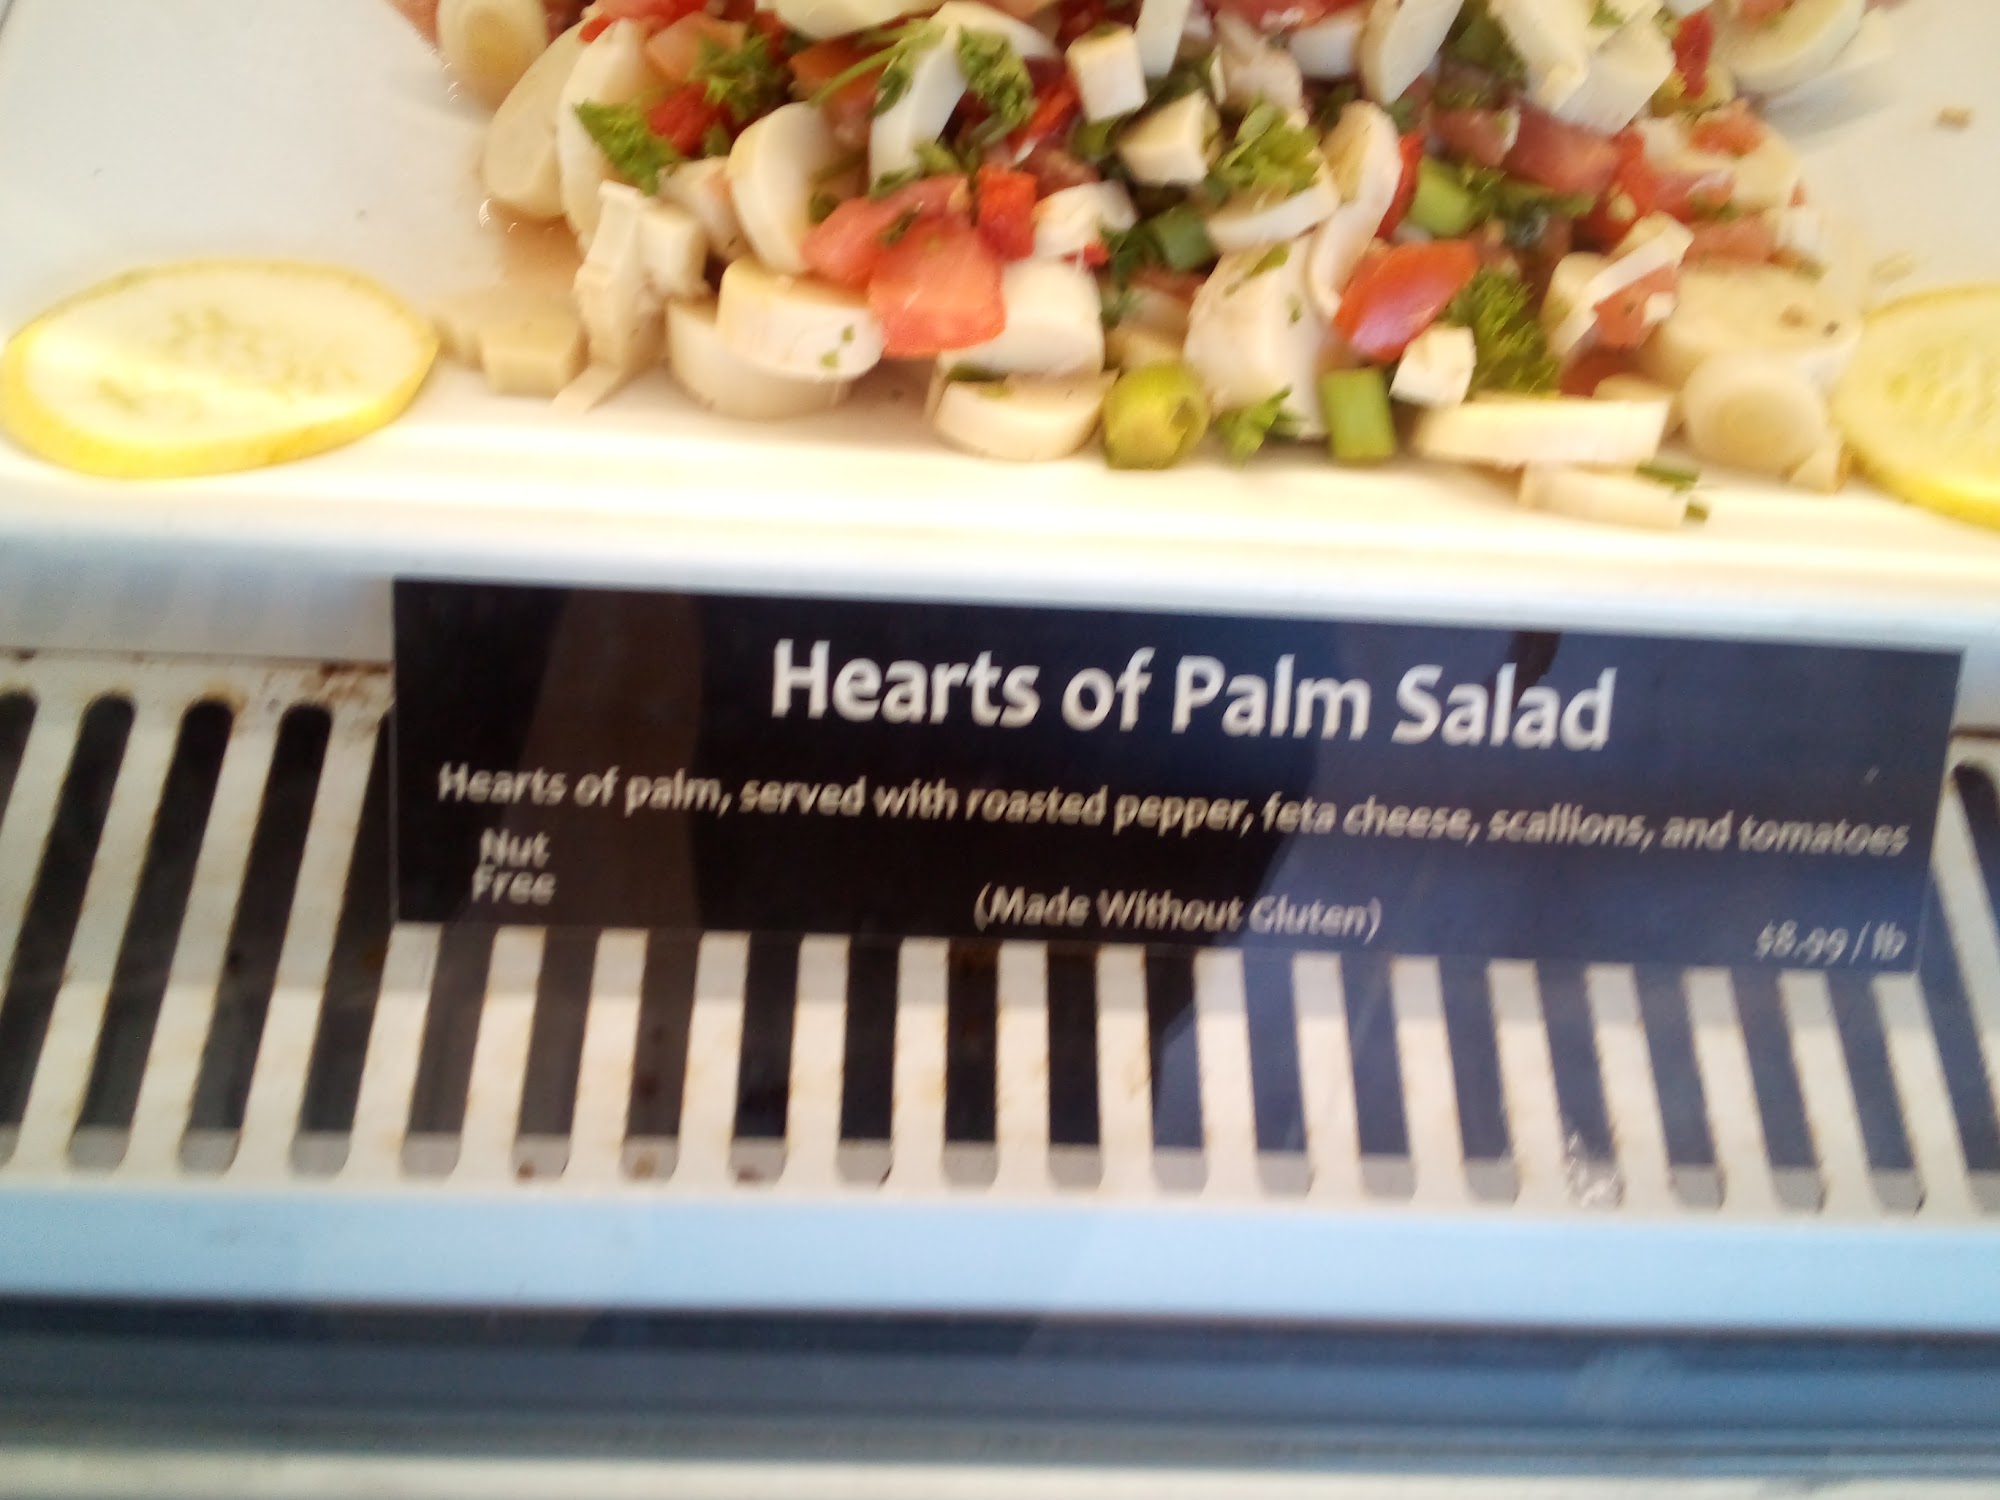 Hearts of Palm Salad
Hearts of palm, served with roasted pepper, feta cheese, scallions, and tomatoes
Nut
Free
(Made Without Gluten)
$8.99 / lb